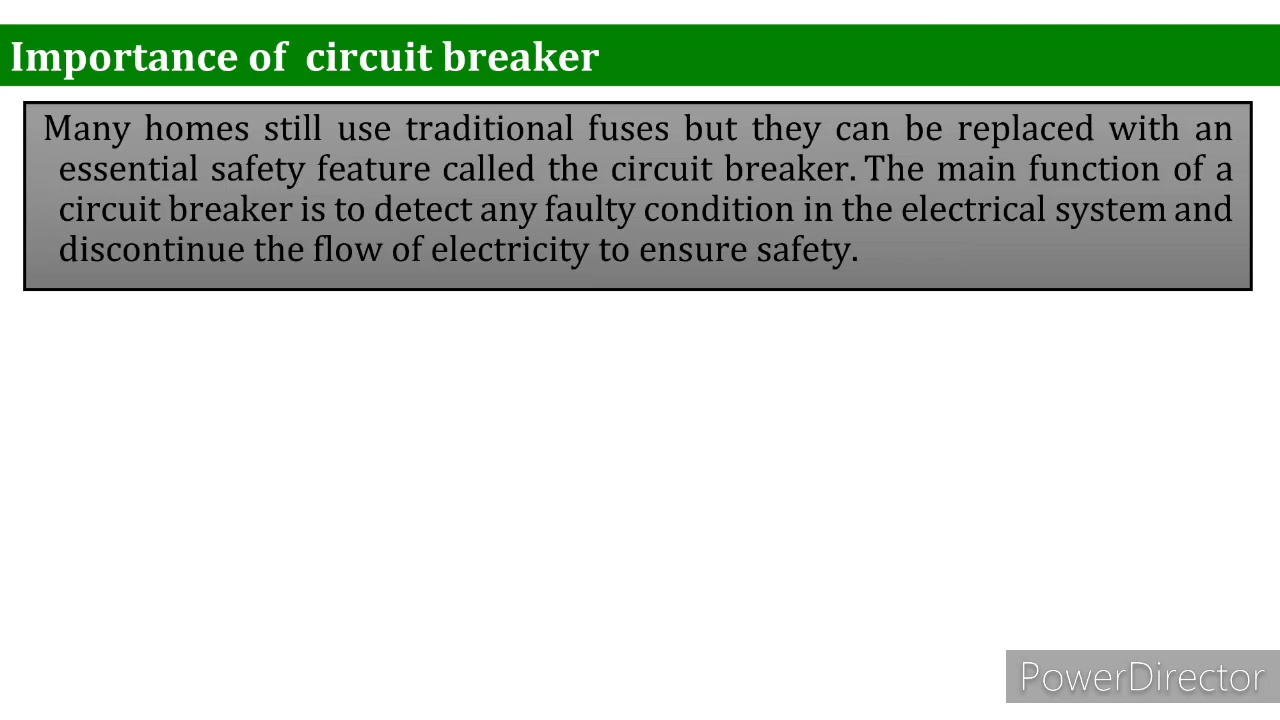 Importance of circuit breaker
Many homes still use traditional fuses but they can be replaced with an
essential safety feature called the circuit breaker. The main function of a
circuit breaker is to detect any faulty condition in the electrical system and
discontinue the flow of electricity to ensure safety.
PowerDirector